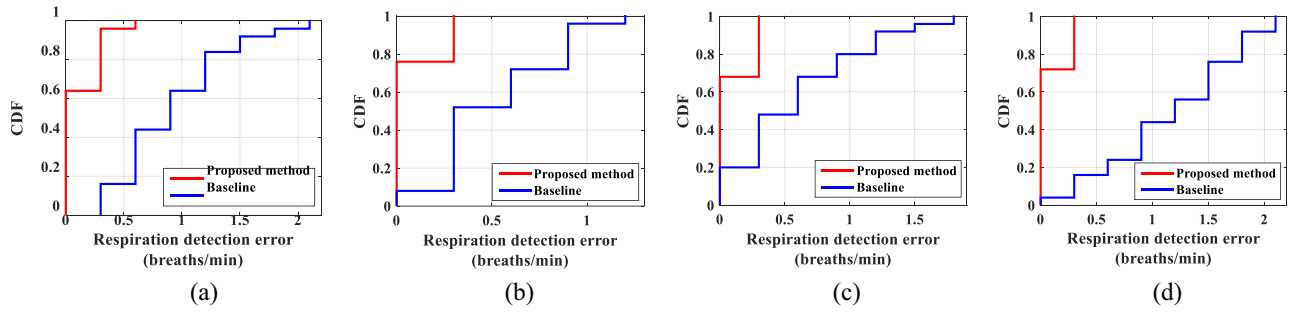 1
0.8
0.6
0.4
0.2
0
CDF
Proposed method
Baseline
0 0.5 1 1.5 2
Respiration detection error
(breaths/min)
(a)
1
0.8
0.6
0.4
0.2
0
CDF
Proposed method
Baseline
0 0.5 1
Respiration detection error
(breaths/min)
(b)
1
0.8
0.6
0.4
0.2
0
CDF
Proposed method
Baseline
0 0.5 1 1.5
Respiration detection error
(breaths/min)
(c)
1
0.8
0.6
0.4
0.2
0
CDF
Proposed method
Baseline
0 0.5 1 1.5 2
Respiration detection error
(breaths/min)
(d)